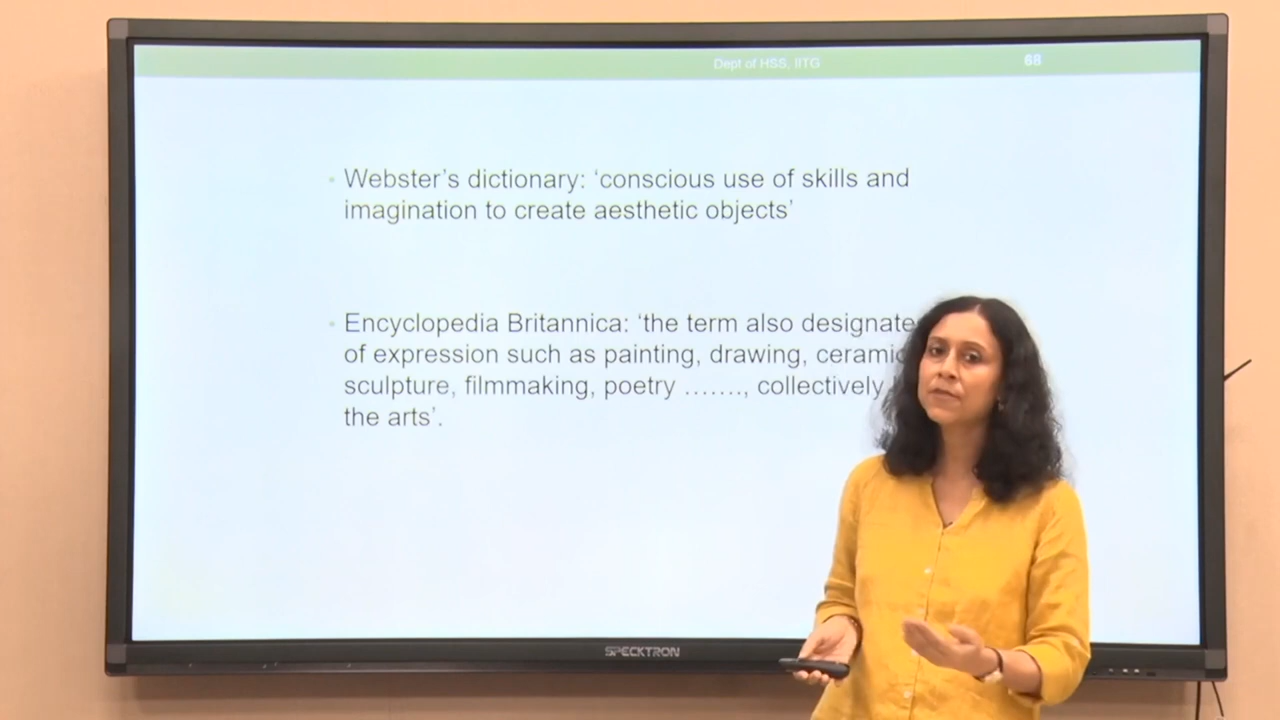 Dept of HSS, IITG 68
• Webster's dictionary: ‘conscious use of skills and
imagination to create aesthetic objects’
• Encyclopedia Britannica: ‘the term also designate
of expression such as painting, drawing, ceramic
sculpture, filmmaking, poetry ……., collectively
the arts’.
SPECKTRON